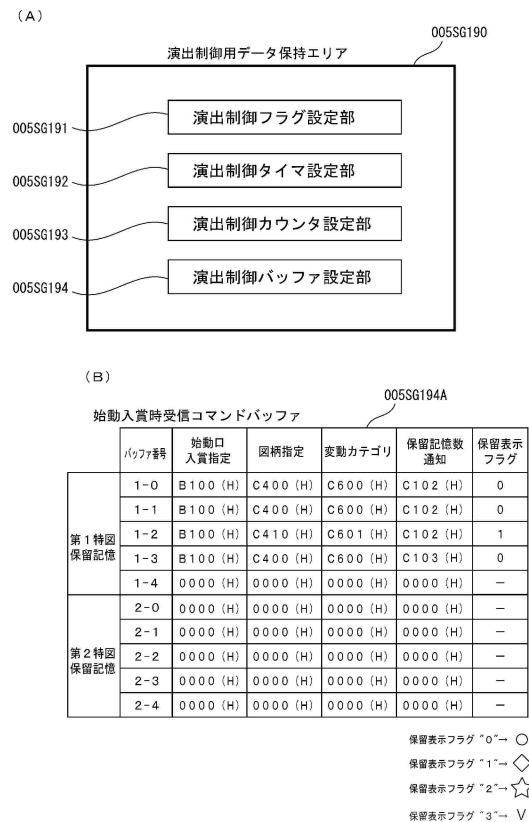 (A)
005SG190
演出制御用データ保持エリア
005SG191
演出制御フラグ設定部
005SG192
演出制御タイマ設定部
005SG193
演出制御カウンタ設定部
005SG194
演出制御バッファ設定部
(B)
005SG194A
始動入賞時受信コマンドバッファ
バッファ番号 始動口入賞指定 図柄指定 変動カテゴリ 保留記憶数通知 保留表示フラグ
第1特図保留記憶
1-0 B100(H) C400(H) C600(H) C102(H) 0
1-1 B100(H) C400(H) C600(H) C102(H) 0
1-2 B100(H) C410(H) C601(H) C102(H) 1
1-3 B100(H) C400(H) C600(H) C103(H) 0
1-4 0000(H) 0000(H) 0000(H) 0000(H) －
第2特図保留記憶
2-0 0000(H) 0000(H) 0000(H) 0000(H) －
2-1 0000(H) 0000(H) 0000(H) 0000(H) －
2-2 0000(H) 0000(H) 0000(H) 0000(H) －
2-3 0000(H) 0000(H) 0000(H) 0000(H) －
2-4 0000(H) 0000(H) 0000(H) 0000(H) －
保留表示フラグ "0"→ ○
保留表示フラグ "1"→ ◇
保留表示フラグ "2"→ ☆
保留表示フラグ "3"→ V